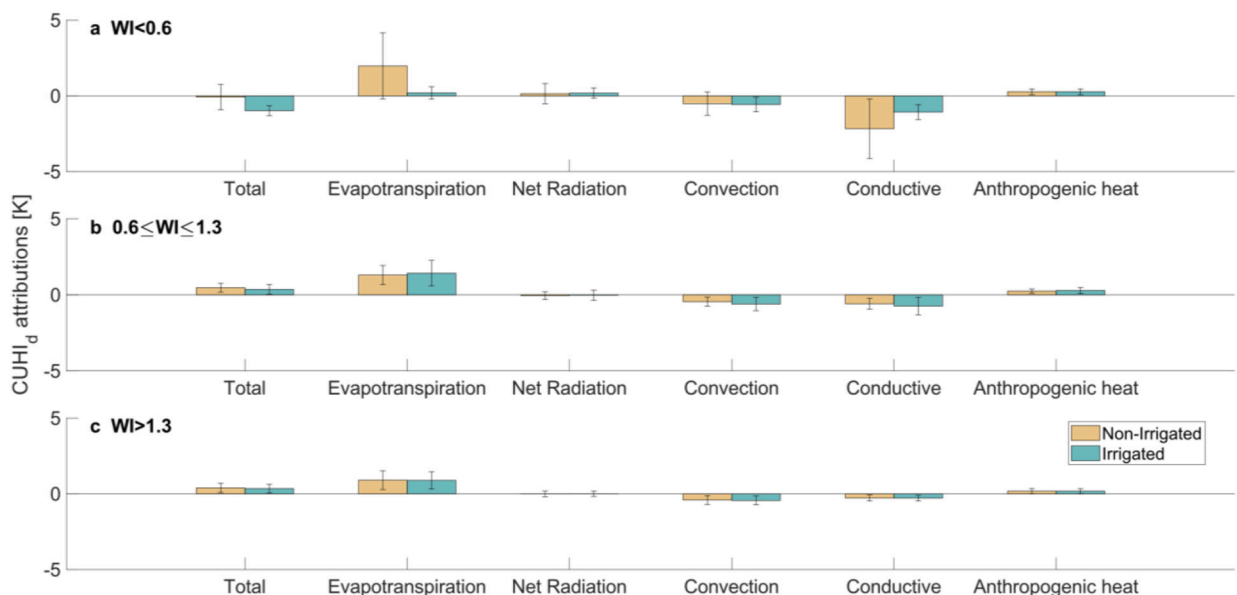 5
a WI<0.6
0
-5
Total Evapotranspiration Net Radiation Convection Conductive Anthropogenic heat
CUHI_d attributions [K]
5
b 0.6≤WI≤1.3
0
-5
Total Evapotranspiration Net Radiation Convection Conductive Anthropogenic heat
5
c WI>1.3
Non-Irrigated
Irrigated
0
-5
Total Evapotranspiration Net Radiation Convection Conductive Anthropogenic heat